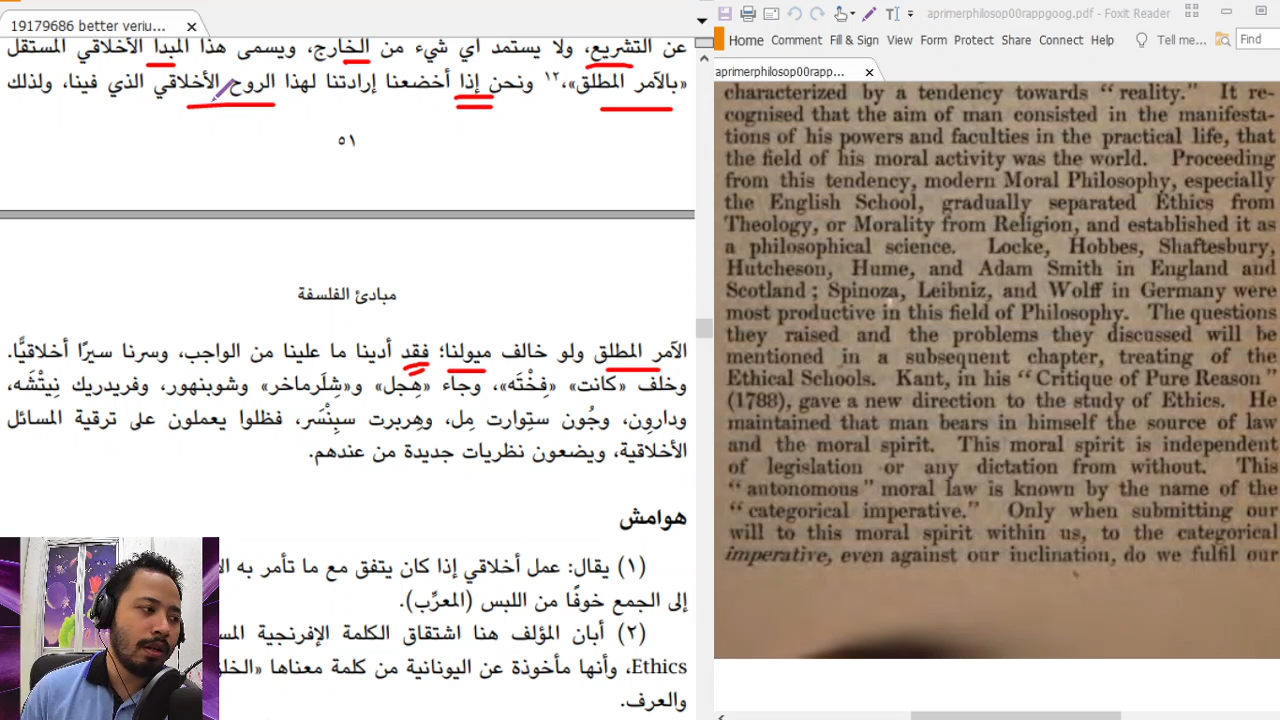 19179686 better veriu...
عن التشريع، ولا يستمد أي شيء من الخارج، ويسمى هذا المبدأ الأخلاقي المستقل
«بالآمر المطلق»،١٢ ونحن إذا أخضعنا إرادتنا لهذا الروح الأخلاقي الذي فينا، ولذلك
٥١
مبادئ الفلسفة
الآمر المطلق ولو خالف ميولنا؛ فقد أدينا ما علينا من الواجب، وسرنا سيرًا أخلاقيًّا.
وخلف «كانت» «فِخْتَه»، وجاء «هِجل» و«شِلَرماخر» وشوبنهور، وفريدريك نِيتْشَه،
ودارون، وجُون ستِوارت مِل، وهربرت سبِنْسَر، فظلوا يعملون على ترقية المسائل
الأخلاقية، ويضعون نظريات جديدة من عندهم.
هوامش
(١) يقال: عمل أخلاقي إذا كان يتفق مع ما تأمر به
إلى الجمع خوفًا من اللبس (المعرِّب).
(٢) أبان المؤلف هنا اشتقاق الكلمة الإفرنجية
Ethics، وأنها مأخوذة عن اليونانية من كلمة معناها
والعرف.
aprimerphilosop00rappgoog.pdf - Foxit Reader
Home Comment Fill & Sign View Connect Protect Share Help Tell me... Find
aprimerphilosop00rapp...
characterized by a tendency towards “reality.” It re-
cognised that the aim of man consisted in the manifesta-
tions of his powers and faculties in the practical life, that
the field of his moral activity was the world. Proceeding
from this tendency, modern Moral Philosophy, especially
the English School, gradually separated Ethics from
Theology, or Morality from Religion, and established it as
a philosophical science. Locke, Hobbes, Shaftesbury,
Hutcheson, Hume, and Adam Smith in England and
Scotland ; Spinoza, Leibniz, and Wolff in Germany were
most productive in this field of Philosophy. The questions
they raised and the problems they discussed will be
mentioned in a subsequent chapter, treating of the
Ethical Schools. Kant, in his “Critique of Pure Reason”
(1788), gave a new direction to the study of Ethics. He
maintained that man bears in himself the source of law
and the moral spirit. This moral spirit is independent
of legislation or any dictation from without. This
“autonomous” moral law is known by the name of the
“categorical imperative.” Only when submitting our
will to this moral spirit within us, to the categorical
imperative, even against our inclination, do we fulfil our